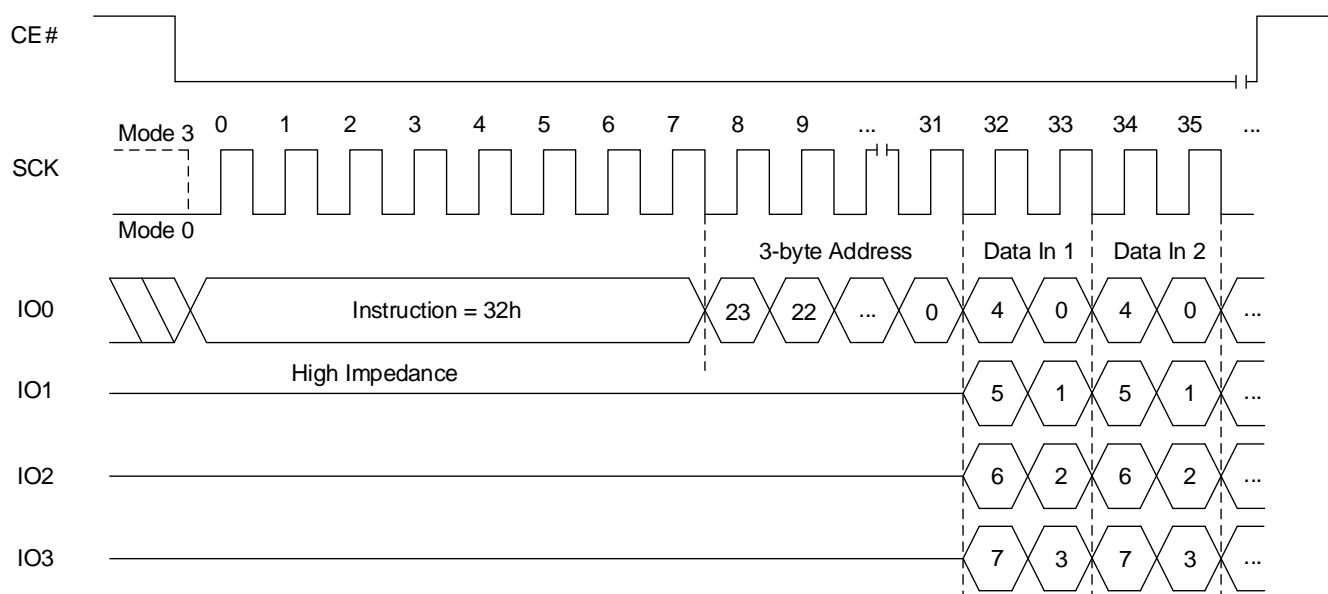 CE#
0 1 2 3 4 5 6 7 8 9 ... 31 32 33 34 35 ...
Mode 3
SCK
Mode 0
3-byte Address Data In 1 Data In 2
IO0 Instruction = 32h 23 22 ... 0 4 0 4 0 ...
High Impedance
IO1 5 1 5 1 ...
IO2 6 2 6 2 ...
IO3 7 3 7 3 ...